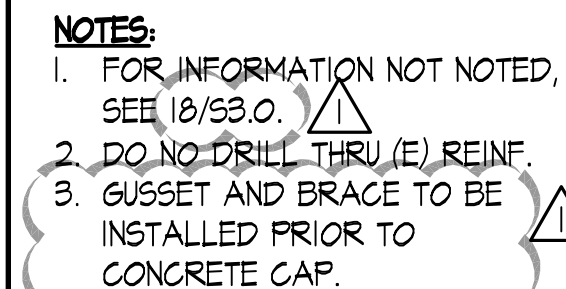 NOTES:
1. FOR INFORMATION NOT NOTED,
SEE 18/S3.0. 1
2. DO NO DRILL THRU (E) REINF.
3. GUSSET AND BRACE TO BE
INSTALLED PRIOR TO 1
CONCRETE CAP.